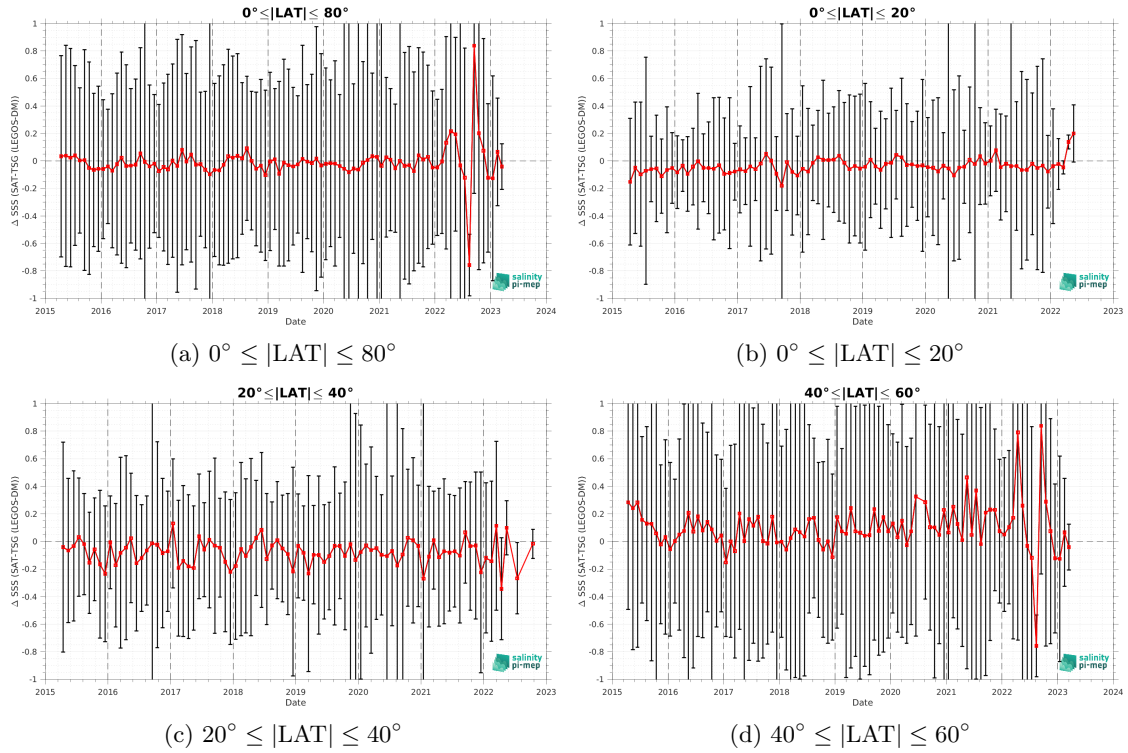 0°≤|LAT|≤ 80°
Δ SSS (SAT-TSG (LEGOS-DM))
1
0.8
0.6
0.4
0.2
0
-0.2
-0.4
-0.6
-0.8
-1
2015 2016 2017 2018 2019 2020 2021 2022 2023 2024
Date
salinity
pi-mep
(a) 0° ≤ |LAT| ≤ 80°
0°≤|LAT|≤ 20°
Δ SSS (SAT-TSG (LEGOS-DM))
1
0.8
0.6
0.4
0.2
0
-0.2
-0.4
-0.6
-0.8
-1
2015 2016 2017 2018 2019 2020 2021 2022 2023
Date
salinity
pi-mep
(b) 0° ≤ |LAT| ≤ 20°
20°≤|LAT|≤ 40°
Δ SSS (SAT-TSG (LEGOS-DM))
1
0.8
0.6
0.4
0.2
0
-0.2
-0.4
-0.6
-0.8
-1
2015 2016 2017 2018 2019 2020 2021 2022 2023
Date
salinity
pi-mep
(c) 20° ≤ |LAT| ≤ 40°
40°≤|LAT|≤ 60°
Δ SSS (SAT-TSG (LEGOS-DM))
1
0.8
0.6
0.4
0.2
0
-0.2
-0.4
-0.6
-0.8
-1
2015 2016 2017 2018 2019 2020 2021 2022 2023 2024
Date
salinity
pi-mep
(d) 40° ≤ |LAT| ≤ 60°